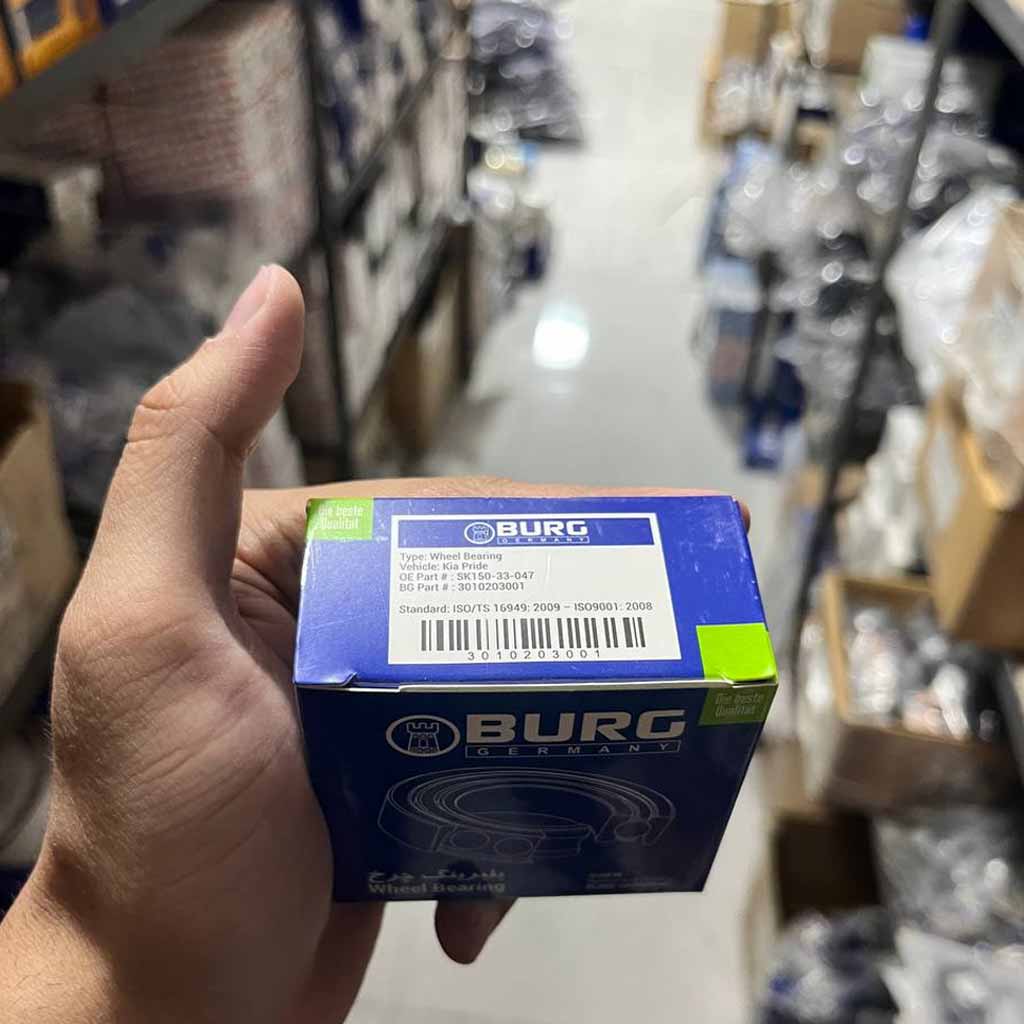 Die beste
Qualität
BURG
GERMANY
Type: Wheel Bearing
Vehicle: Kia Pride
OE Part # : SK150-33-047
BG Part # : 3010203001
Standard: ISO/TS 16949: 2009 – ISO9001: 2008
3010203001
Die beste
Qualität
BURG
GERMANY
بلبرینگ چرخ
Wheel Bearing